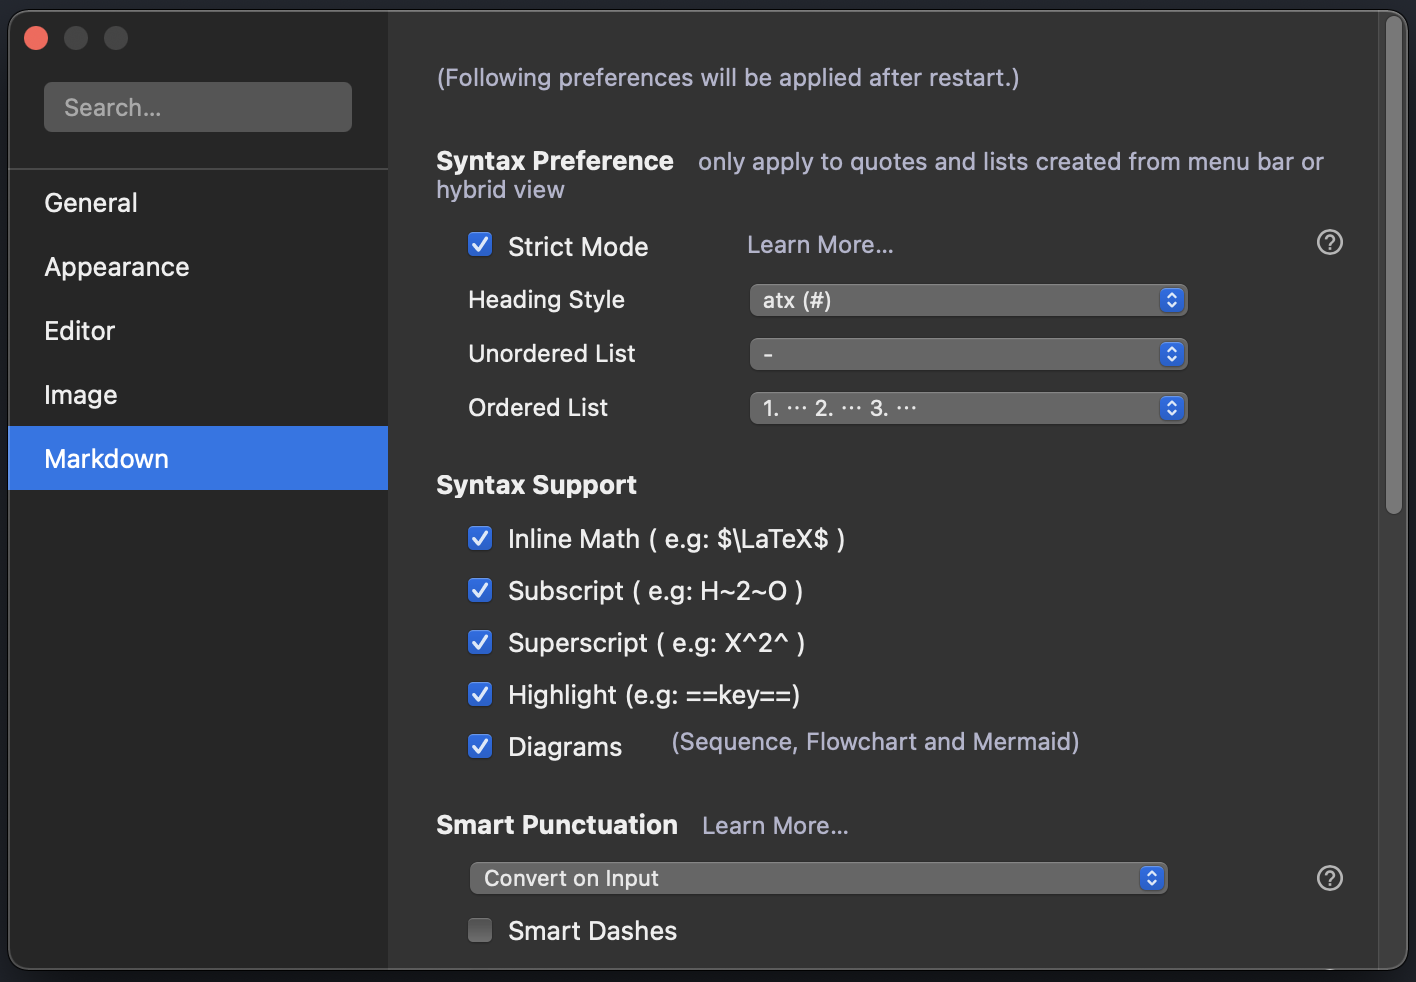 Search...
General
Appearance
Editor
Image
Markdown
(Following preferences will be applied after restart.)
Syntax Preference only apply to quotes and lists created from menu bar or
hybrid view
Strict Mode Learn More...
Heading Style atx (#)
Unordered List -
Ordered List 1. ··· 2. ··· 3. ···
Syntax Support
Inline Math ( e.g: $\LaTeX$ )
Subscript ( e.g: H~2~O )
Superscript ( e.g: X^2^ )
Highlight (e.g: ==key==)
Diagrams (Sequence, Flowchart and Mermaid)
Smart Punctuation Learn More...
Convert on Input
Smart Dashes